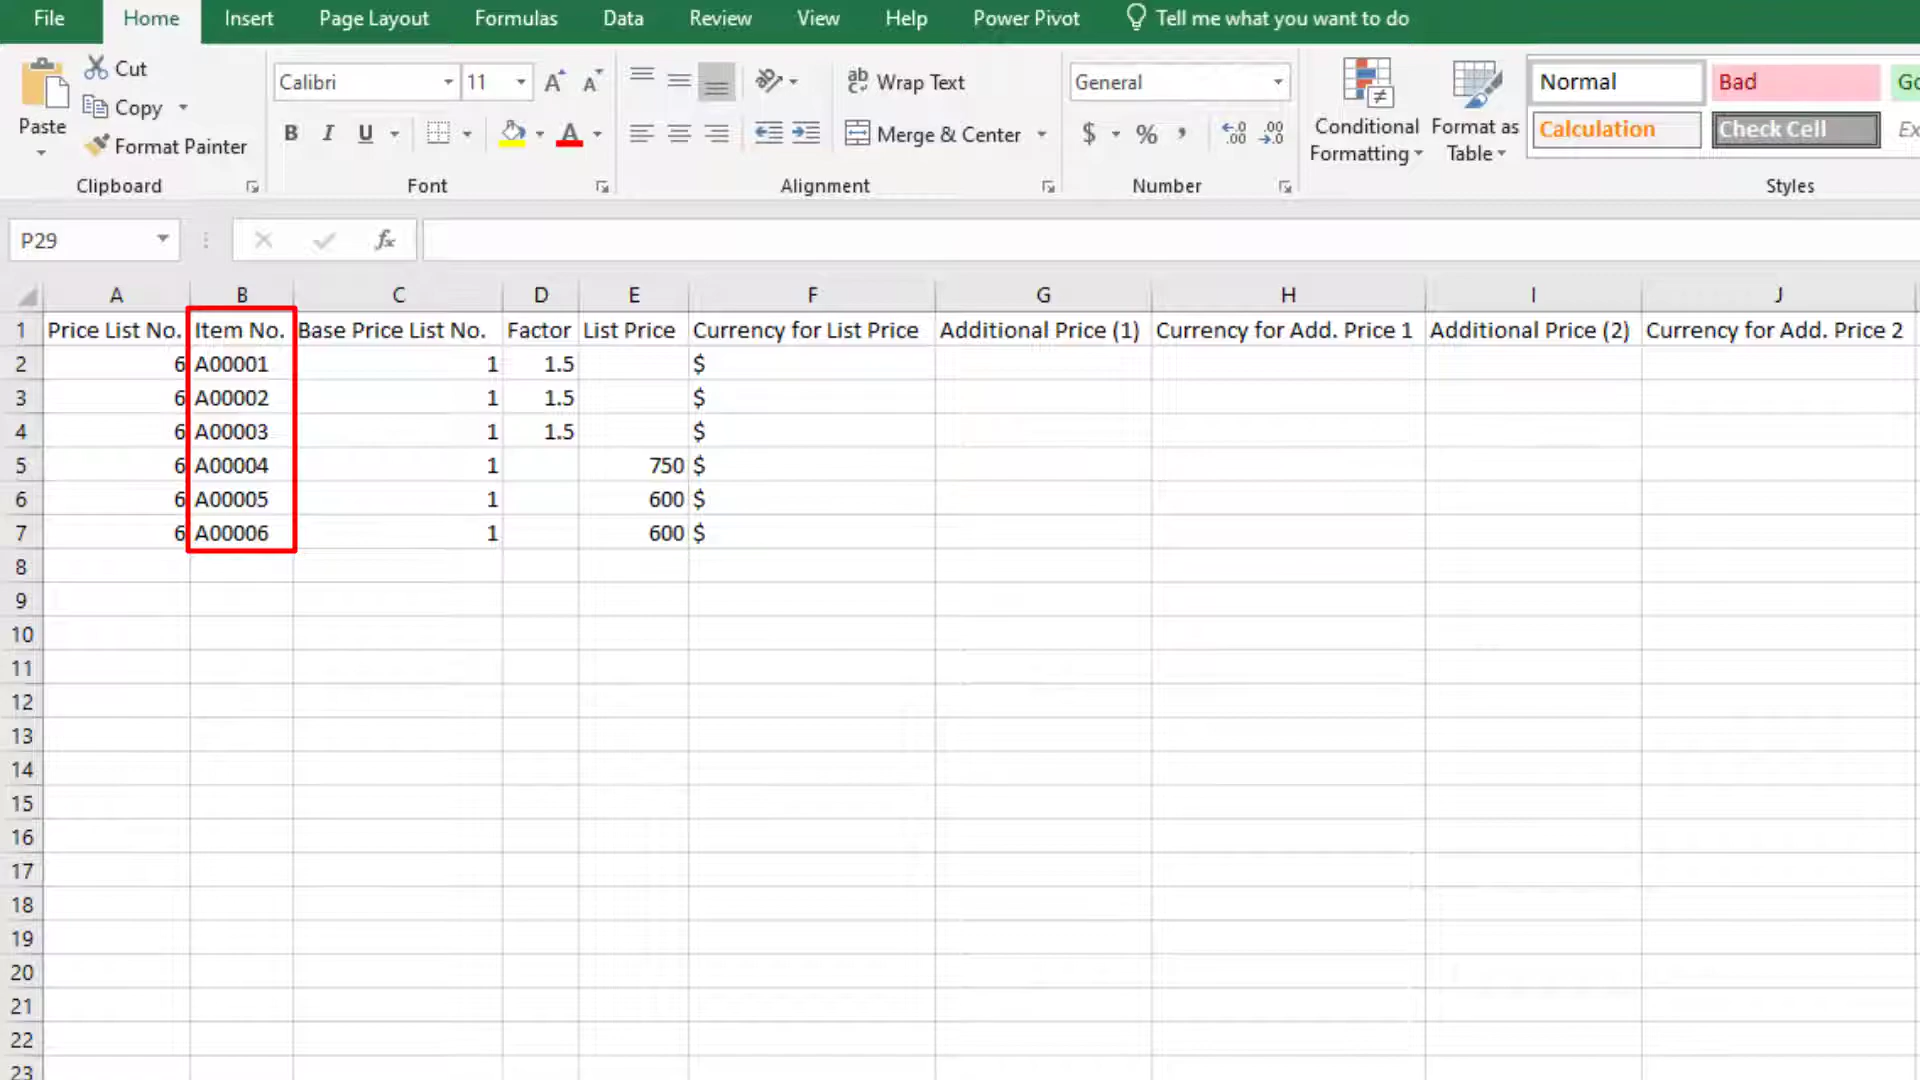 File Home Insert Page Layout Formulas Data Review View Help Power Pivot Tell me what you want to do
Paste
Cut
Copy
Format Painter
Clipboard
Calibri 11
B I U
Font
Wrap Text
Merge & Center
Alignment
General
$ % ,
Number
Conditional Formatting
Format as Table
Normal Bad
Calculation Check Cell
Styles
P29 fx
A B C D E F G H I J
1 Price List No. Item No. Base Price List No. Factor List Price Currency for List Price Additional Price (1) Currency for Add. Price 1 Additional Price (2) Currency for Add. Price 2
2 6 A00001 1 1.5 $
3 6 A00002 1 1.5 $
4 6 A00003 1 1.5 $
5 6 A00004 1 750 $
6 6 A00005 1 600 $
7 6 A00006 1 600 $
8
9
10
11
12
13
14
15
16
17
18
19
20
21
22
23